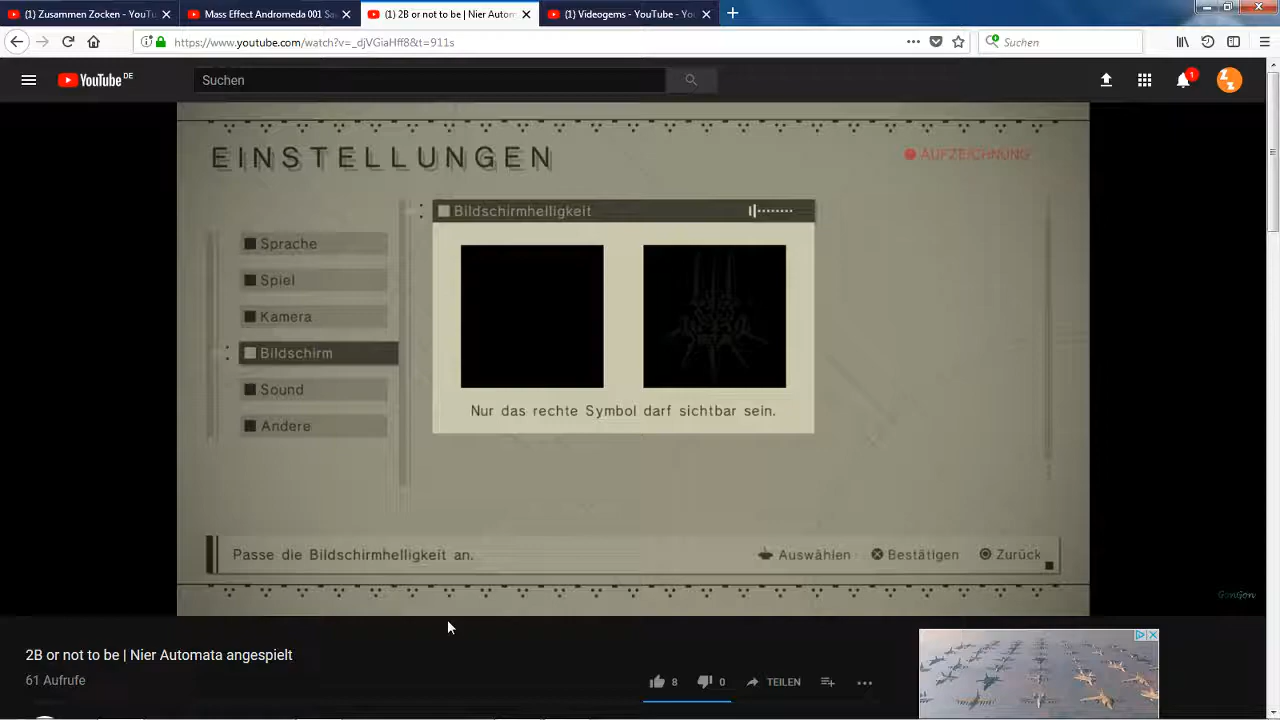 (1) Zusammen Zocken - YouTu
Mass Effect Andromeda 001 Sa
(1) 2B or not to be | Nier Autom
(1) Videogems - YouTube - Yo
https://www.youtube.com/watch?v=_djVGiaHff8&t=911s
Suchen
YouTube DE
Suchen
1
EINSTELLUNGEN
AUFZEICHNUNG
Bildschirmhelligkeit
Sprache
Spiel
Kamera
Bildschirm
Sound
Andere
Nur das rechte Symbol darf sichtbar sein.
Passe die Bildschirmhelligkeit an.
Auswählen
Bestätigen
Zurück
GonGon
2B or not to be | Nier Automata angespielt
61 Aufrufe
8
0
TEILEN